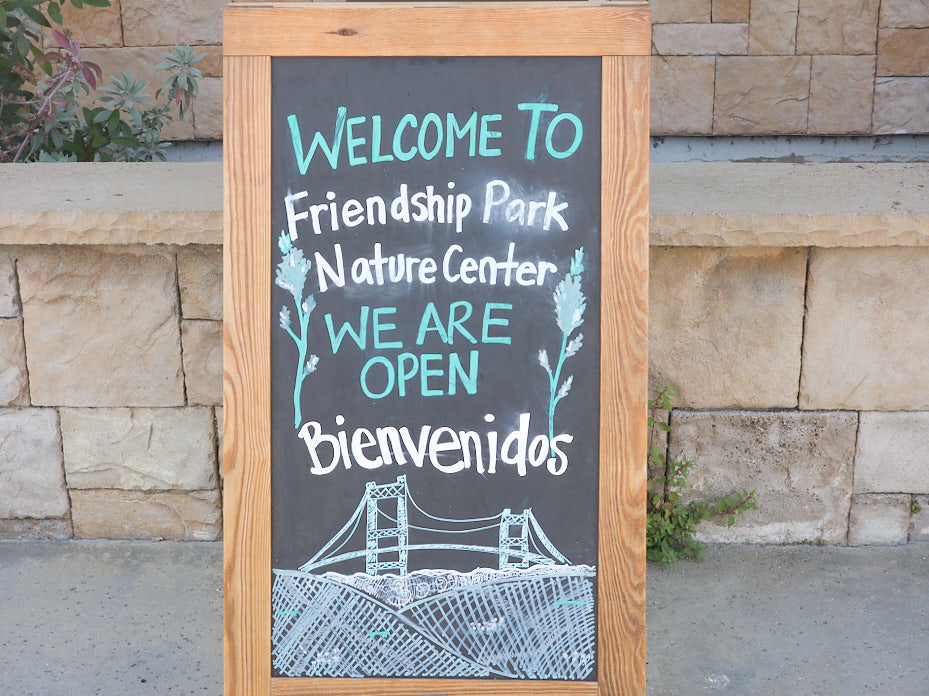 WELCOME TO
Friendship Park
Nature Center
WE ARE
OPEN
Bienvenidos